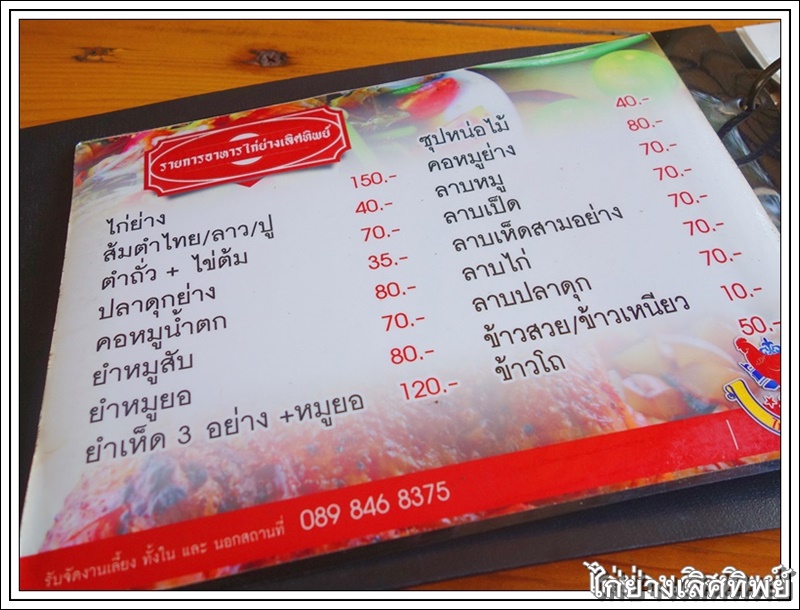 รายการอาหารไก่ย่างเลิศทิพย์
ไก่ย่าง 150.-
ส้มตำไทย/ลาว/ปู 40.-
ตำถั่ว + ไข่ต้ม 70.-
ปลาดุกย่าง 35.-
คอหมูน้ำตก 80.-
ยำหมูสับ 70.-
ยำหมูยอ 80.-
ยำเห็ด 3 อย่าง +หมูยอ 120.-
ซุปหน่อไม้ 40.-
คอหมูย่าง 80.-
ลาบหมู 70.-
ลาบเป็ด 70.-
ลาบเห็ดสามอย่าง 70.-
ลาบไก่ 70.-
ลาบปลาดุก 70.-
ข้าวสวย/ข้าวเหนียว 10.-
ข้าวโถ 50.-
รับจัดงานเลี้ยง ทั้งใน และ นอกสถานที่ 089 846 8375
ไก่ย่างเลิศทิพย์